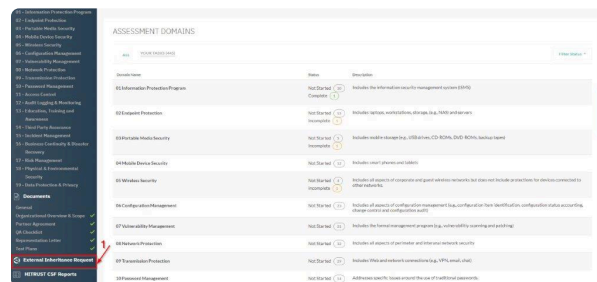 01 - Information Protection Program
02 - Endpoint Protection
03 - Portable Media Security
04 - Mobile Device Security
05 - Wireless Security
06 - Configuration Management
07 - Vulnerability Management
08 - Network Protection
09 - Transmission Protection
10 - Password Management
11 - Access Control
12 - Audit Logging & Monitoring
13 - Education, Training and
Awareness
14 - Third Party Assurance
15 - Incident Management
16 - Business Continuity & Disaster
Recovery
17 - Risk Management
18 - Physical & Environmental
Security
19 - Data Protection & Privacy
Documents
General
Organizational Overview & Scope
Partner Agreement
QA Checklist
Representation Letter
Test Plans
External Inheritance Request
HITRUST CSF Reports
1
ASSESSMENT DOMAINS
ALL
YOUR TASKS ONLY
Filter Status
Domain Name Status Description
01 Information Protection Program Not Started Includes the information security management system (ISMS)
Complete
02 Endpoint Protection Not Started Includes laptops, workstations, storage (e.g., NAS) and servers
Incomplete
03 Portable Media Security Not Started Includes mobile storage (e.g., USB drives, CD-ROMs, DVD-ROMs, backup tapes)
Incomplete
04 Mobile Device Security Not Started Includes smart phones and tablets
05 Wireless Security Not Started Includes all aspects of corporate and guest wireless networks but does not include protections for devices connected to
Incomplete other networks.
06 Configuration Management Not Started Includes all aspects of configuration management (e.g., configuration item identification, configuration status accounting,
change control and configuration audit)
07 Vulnerability Management Not Started Includes the formal management program (e.g., vulnerability scanning and patching)
08 Network Protection Not Started Includes all aspects of perimeter and internal network security
09 Transmission Protection Not Started Includes Web and network connections (e.g., VPN, email, chat)
10 Password Management Not Started Addresses specific issues around the use of traditional passwords